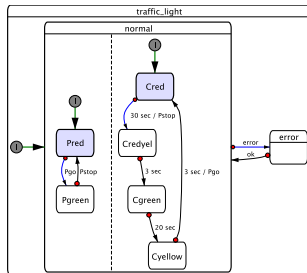 traffic_light
normal
I
I
Cred
I
30 sec / Pstop
Pred
Credyel
error
error
ok
Pgo
Pstop
3 sec
3 sec / Pgo
Pgreen
Cgreen
20 sec
Cyellow